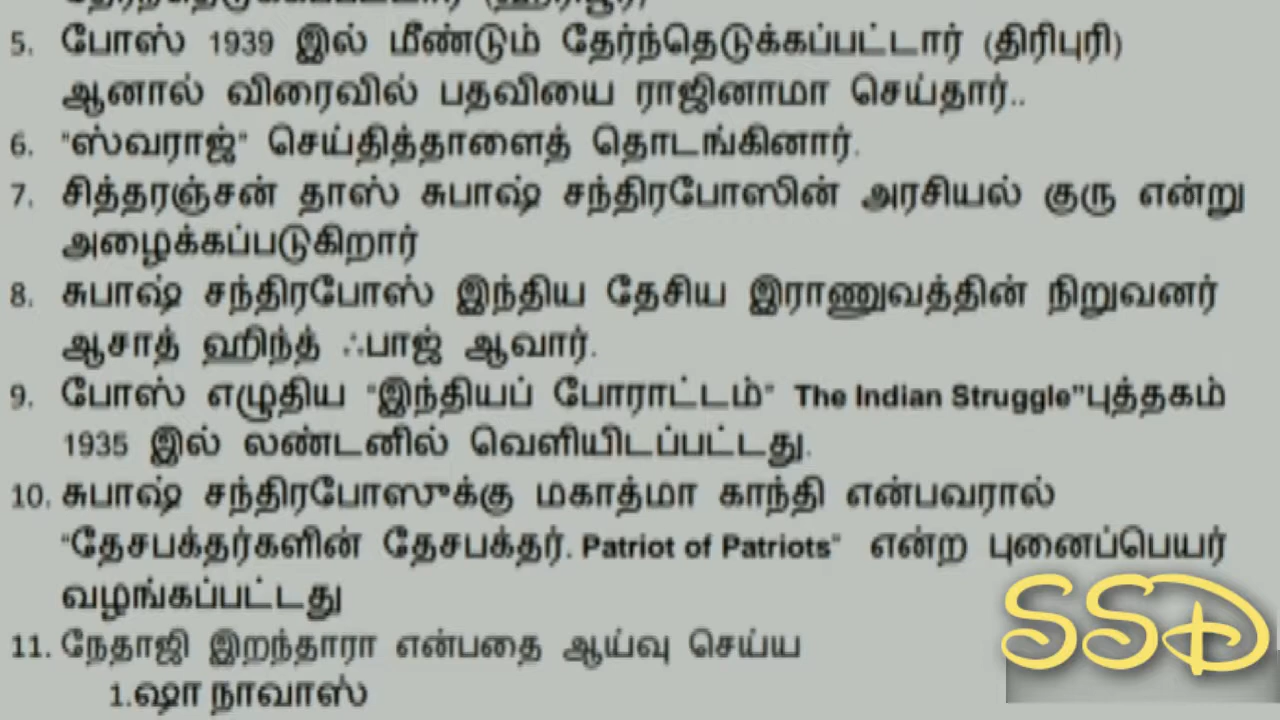 தேர்ந்தெடுக்கப்பட்டார் (ஹரிபூர்)
5. போஸ் 1939 இல் மீண்டும் தேர்ந்தெடுக்கப்பட்டார் (திரிபுரி)
ஆனால் விரைவில் பதவியை ராஜினாமா செய்தார்..
6. "ஸ்வராஜ்" செய்தித்தாளைத் தொடங்கினார்.
7. சித்தரஞ்சன் தாஸ் சுபாஷ் சந்திரபோஸின் அரசியல் குரு என்று
அழைக்கப்படுகிறார்
8. சுபாஷ் சந்திரபோஸ் இந்திய தேசிய இராணுவத்தின் நிறுவனர்
ஆசாத் ஹிந்த் ஃபாஜ் ஆவார்.
9. போஸ் எழுதிய "இந்தியப் போராட்டம்" The Indian Struggle"புத்தகம்
1935 இல் லண்டனில் வெளியிடப்பட்டது.
10. சுபாஷ் சந்திரபோஸுக்கு மகாத்மா காந்தி என்பவரால்
"தேசபக்தர்களின் தேசபக்தர். Patriot of Patriots" என்ற புனைப்பெயர்
வழங்கப்பட்டது
11. நேதாஜி இறந்தாரா என்பதை ஆய்வு செய்ய
1.ஷா நாவாஸ்
SSD